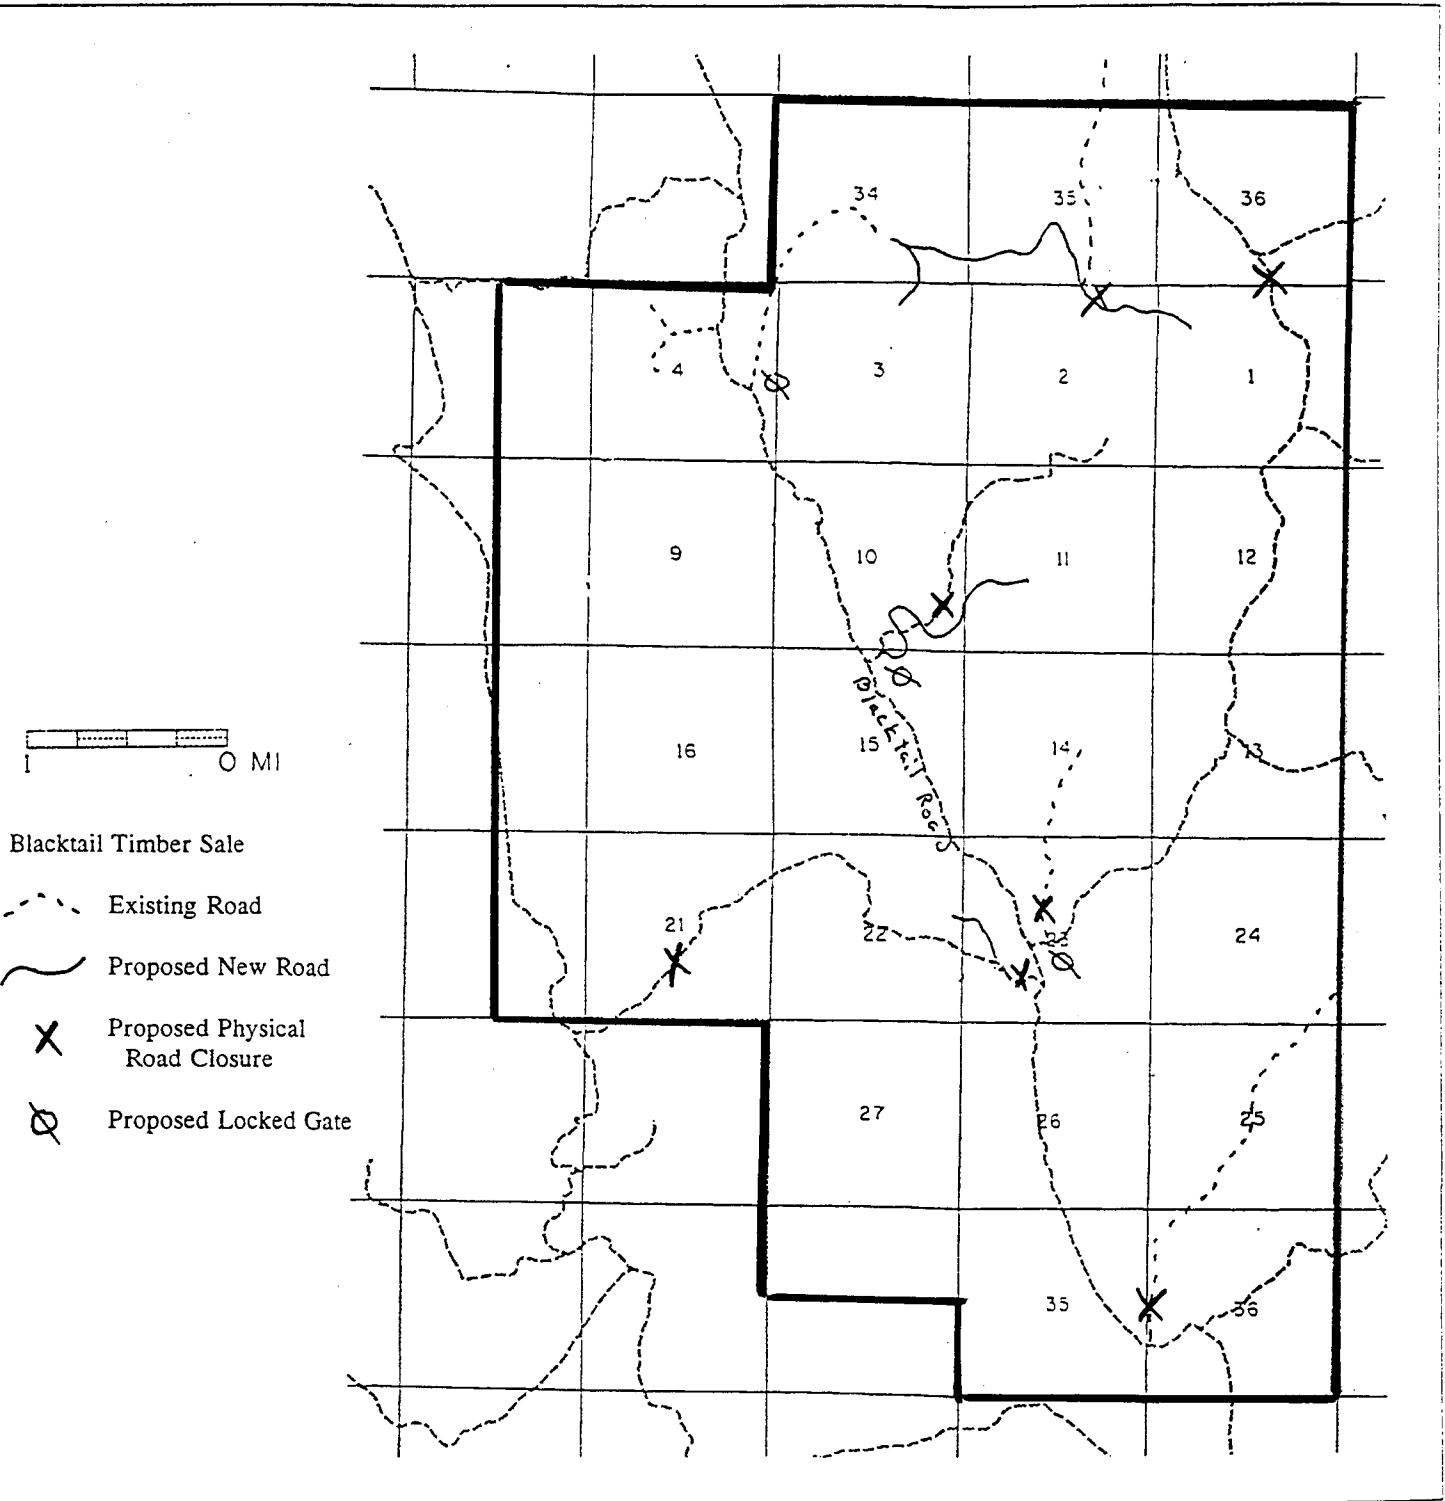 34 35 36
4 3 2 1
9 10 11 12
Blacktail Road
16 15 14 13
1 0 MI
Blacktail Timber Sale
Existing Road
Proposed New Road
Proposed Physical
Road Closure
Proposed Locked Gate
21 22 23 24
27 26 25
35 36